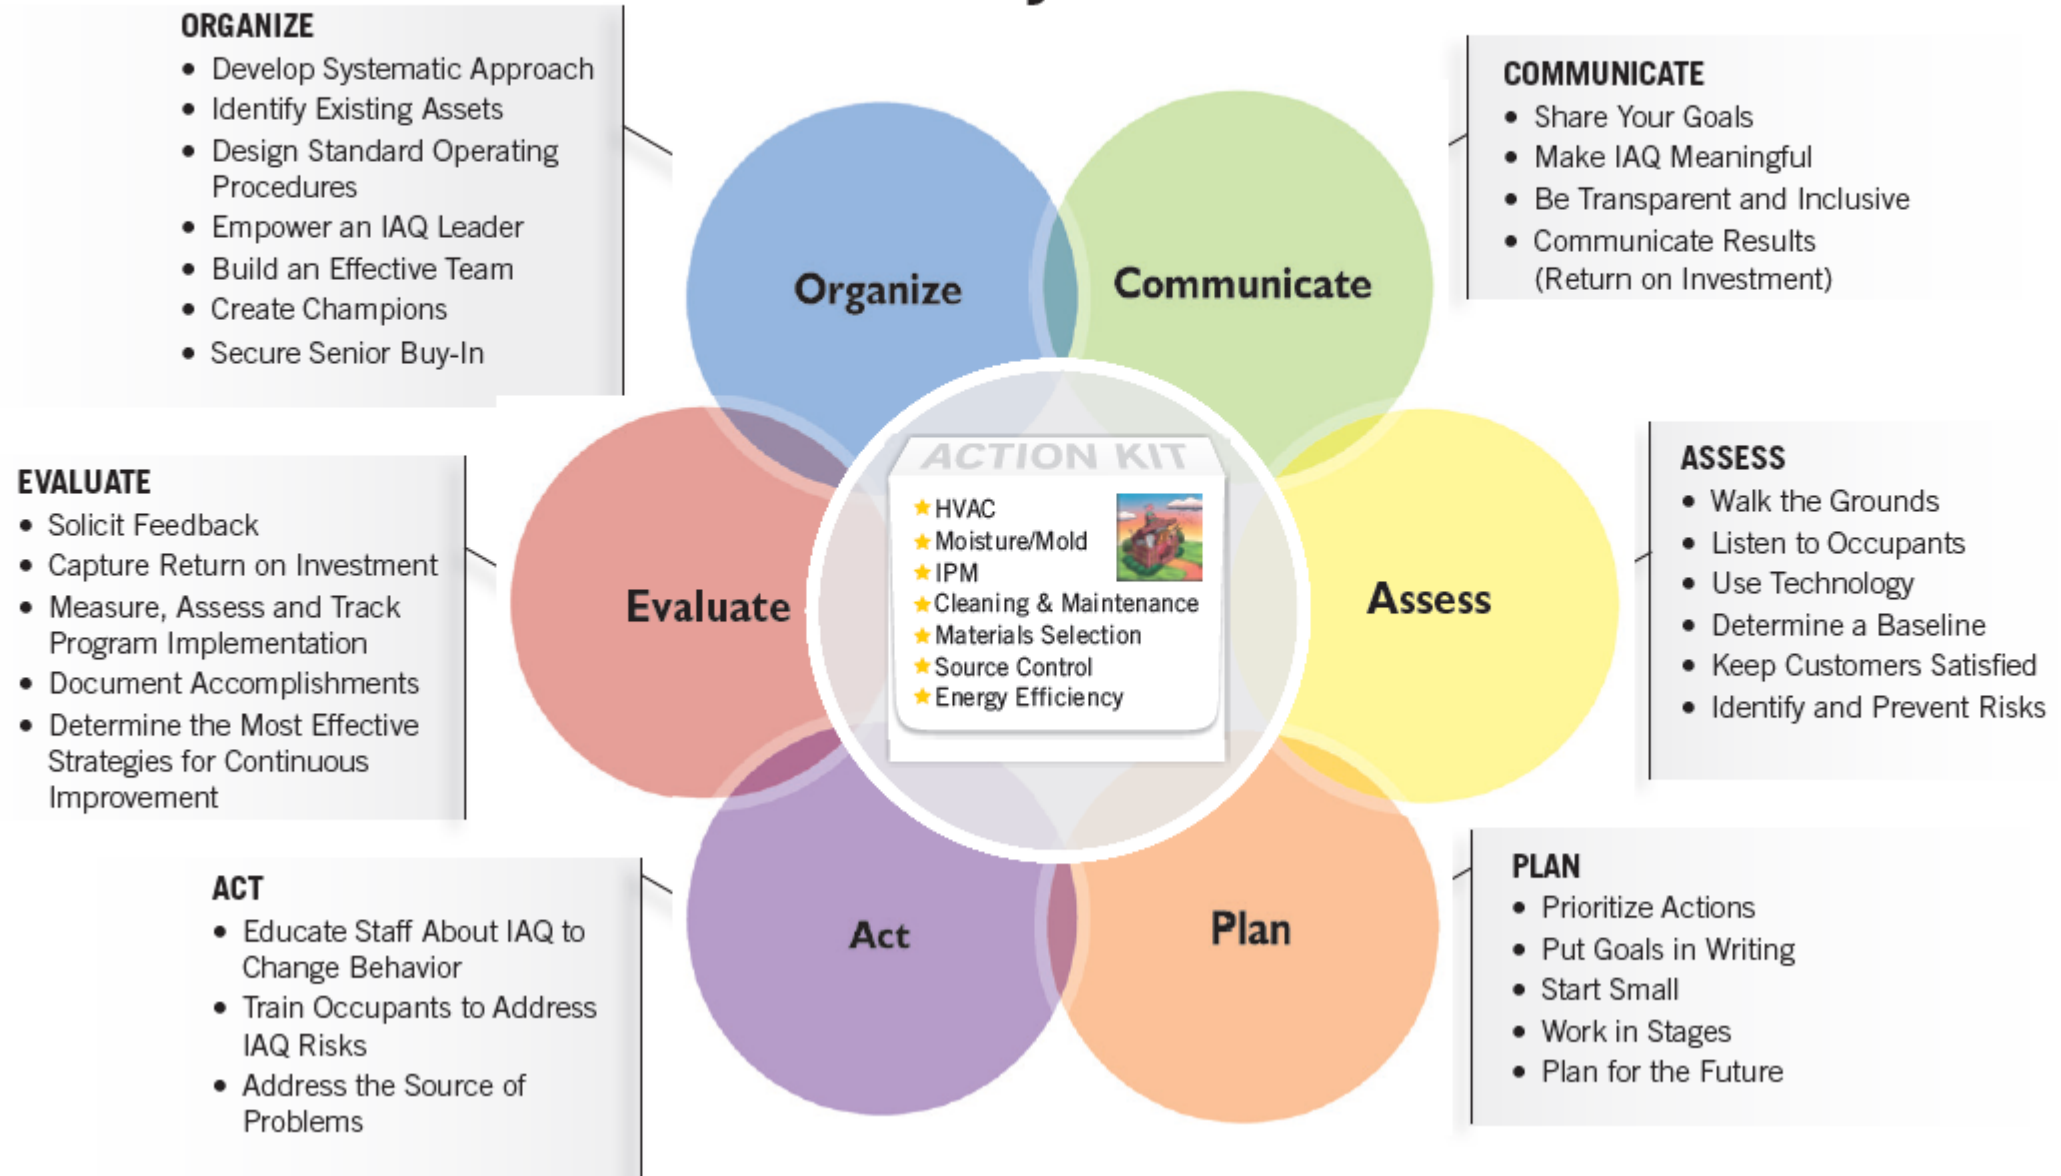 ORGANIZE
• Develop Systematic Approach
• Identify Existing Assets
• Design Standard Operating
Procedures
• Empower an IAQ Leader
• Build an Effective Team
• Create Champions
• Secure Senior Buy-In
COMMUNICATE
• Share Your Goals
• Make IAQ Meaningful
• Be Transparent and Inclusive
• Communicate Results
(Return on Investment)
Organize
Communicate
EVALUATE
• Solicit Feedback
• Capture Return on Investment
• Measure, Assess and Track
Program Implementation
• Document Accomplishments
• Determine the Most Effective
Strategies for Continuous
Improvement
Evaluate
ACTION KIT
HVAC
Moisture/Mold
IPM
Cleaning & Maintenance
Materials Selection
Source Control
Energy Efficiency
Assess
ASSESS
• Walk the Grounds
• Listen to Occupants
• Use Technology
• Determine a Baseline
• Keep Customers Satisfied
• Identify and Prevent Risks
ACT
• Educate Staff About IAQ to
Change Behavior
• Train Occupants to Address
IAQ Risks
• Address the Source of
Problems
Act
Plan
PLAN
• Prioritize Actions
• Put Goals in Writing
• Start Small
• Work in Stages
• Plan for the Future